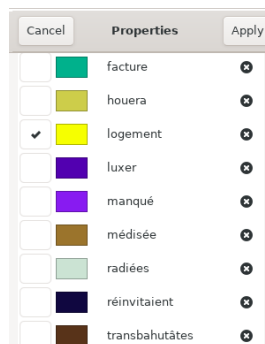 Cancel Properties Apply
facture
houera
logement
luxer
manqué
médisée
radiées
réinvitaient
transbahutâtes